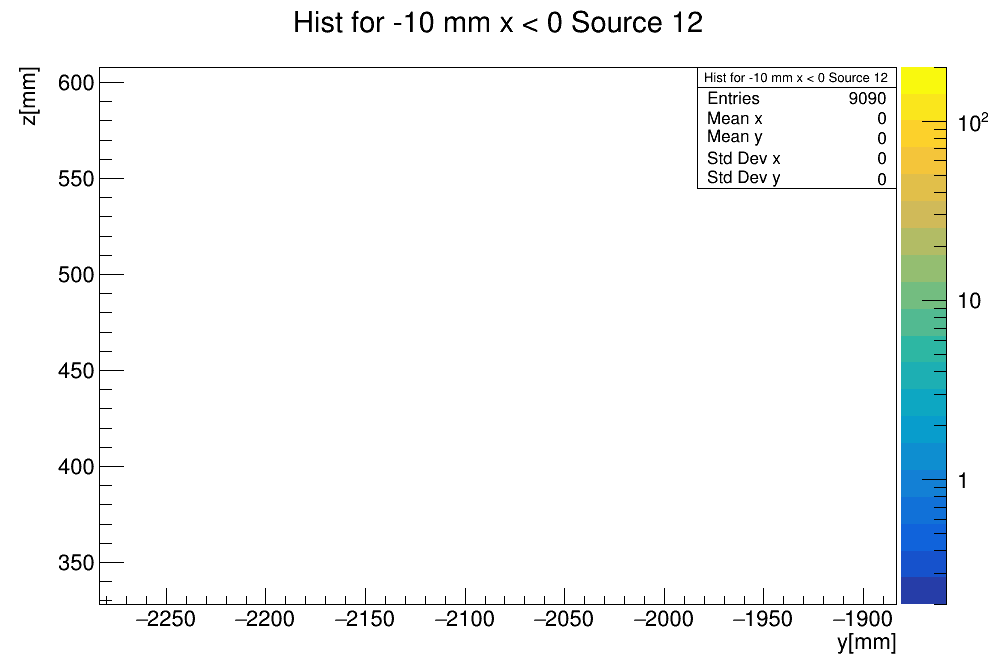 Hist for -10 mm x < 0 Source 12
z[mm]
600
550
500
450
400
350
Hist for -10 mm x < 0 Source 12
Entries 9090
Mean x 0
Mean y 0
Std Dev x 0
Std Dev y 0
10²
10
1
−2250 −2200 −2150 −2100 −2050 −2000 −1950 −1900
y[mm]